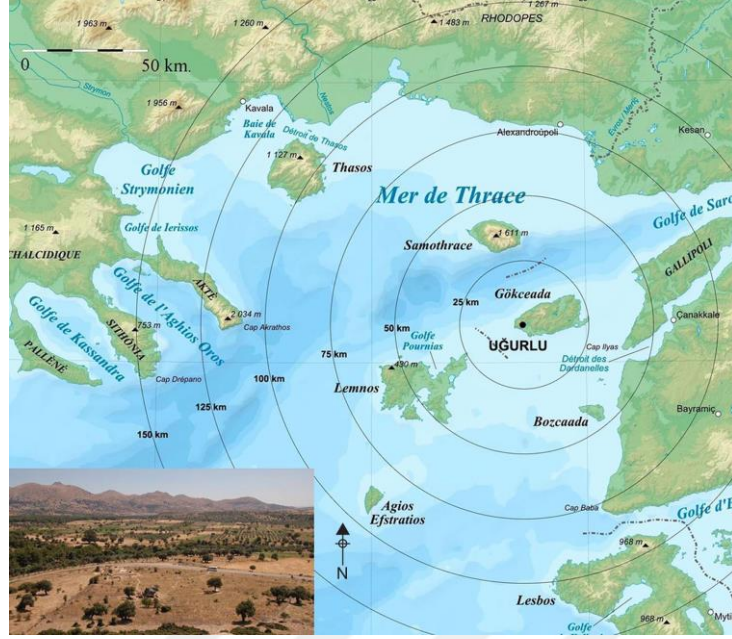 1 963 m
1 260 m
1 483 m
1 267 m
RHODOPES
0 50 km.
Strymon
Nestos
Evros / Meriç
1 956 m
Kavala
Baie de
Kavala
Détroit de Thasos
Alexandroúpoli
Kesan
1 127 m
Thasos
Golfe
Strymonien
Mer de Thrace
Golfe de Saro
1 165 m
Golfe de Ierissos
Samothrace
1 611 m
GALLIPOLI
CHALCIDIQUE
AKTÈ
Golfe de l'Aghios Oros
Gökceada
25 km
2 034 m
Cap Akrathos
50 km
UĞURLU
Çanakkale
Golfe de Kassandra
753 m
SITHONIA
PALLÈNÈ
Golfe
Pournias
Cap Ilyas
Détroit des
Dardanelles
75 km
Cap Drépano
100 km
Lemnos
430 m
125 km
Bozcaada
Bayramiç
150 km
Agios
Efstratios
Cap Baba
Golfe d'E
N
968 m
Lesbos
968 m
Myti
Golfe